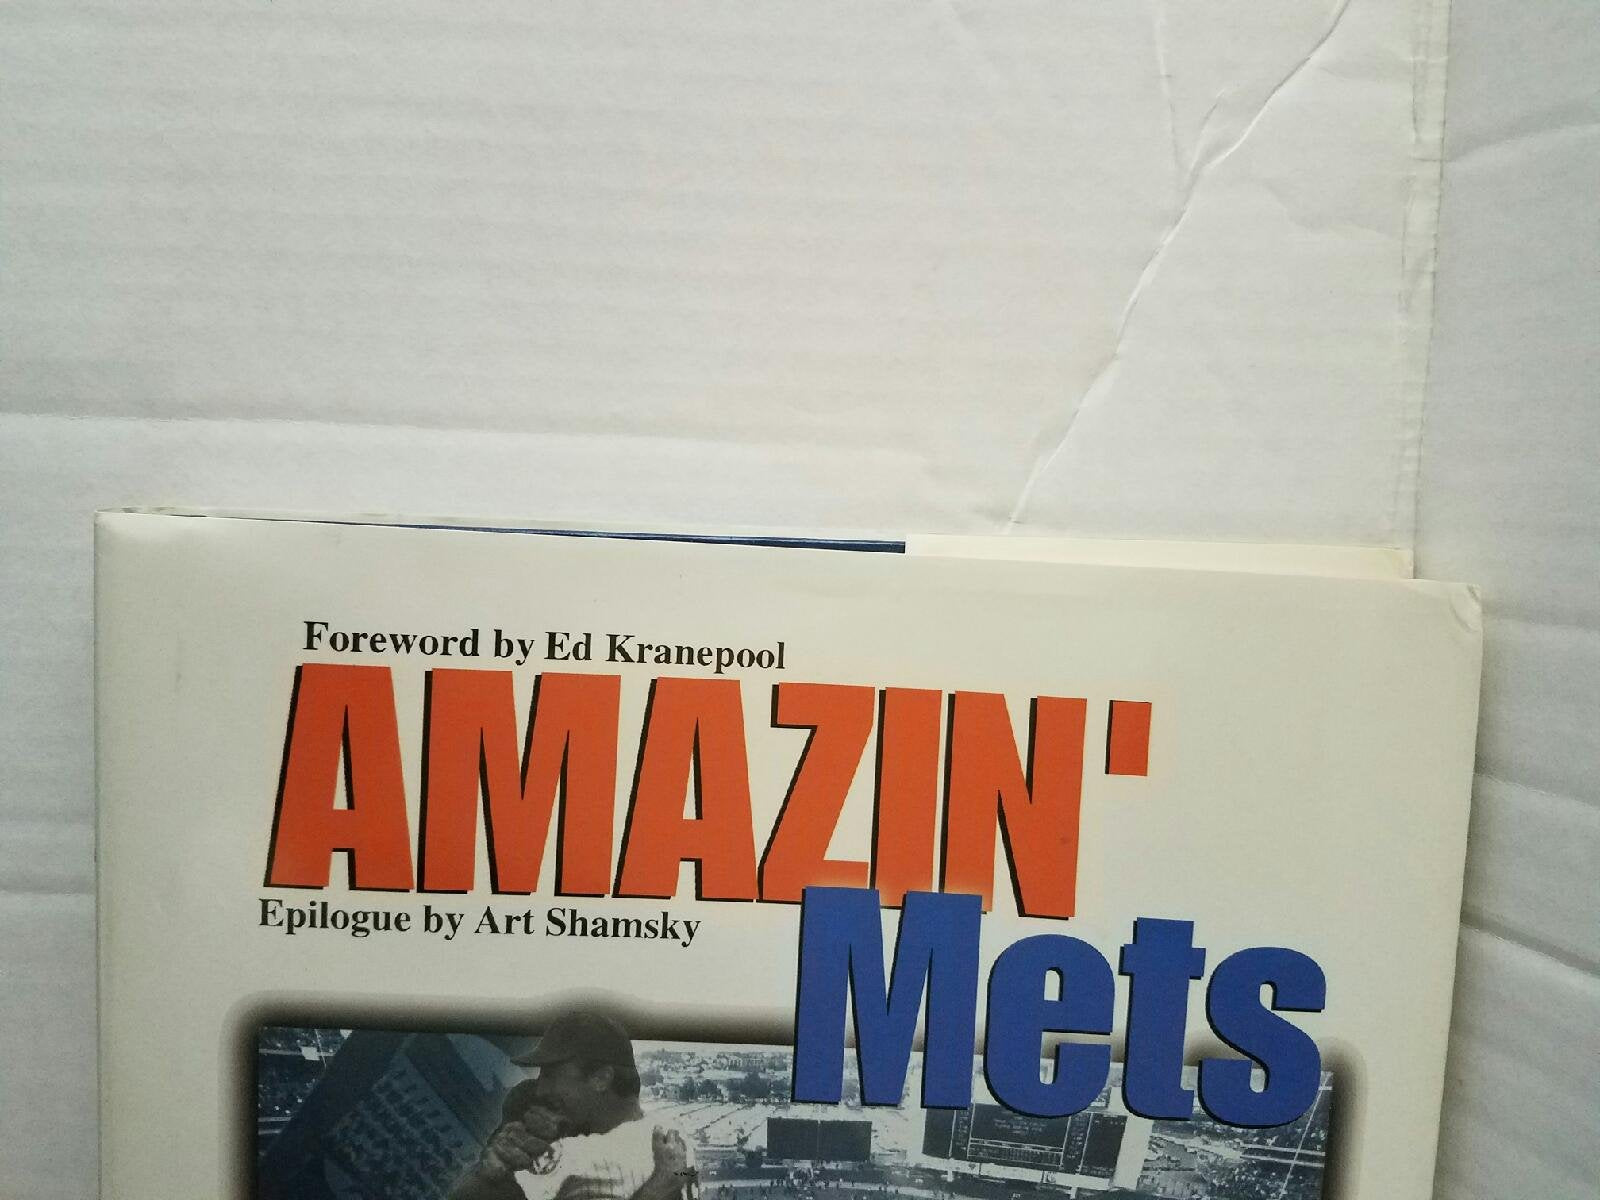 Foreword by Ed Kranepool
AMAZIN'
Epilogue by Art Shamsky
Mets